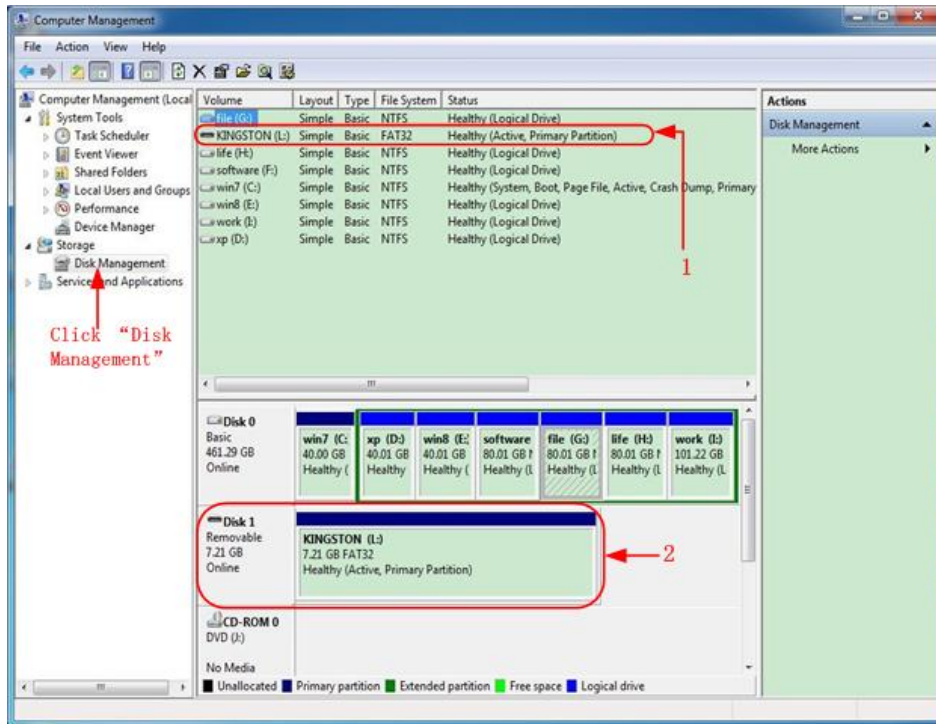 Computer Management
File Action View Help
Computer Management (Local
System Tools
Task Scheduler
Event Viewer
Shared Folders
Local Users and Groups
Performance
Device Manager
Storage
Disk Management
Services and Applications
Click “Disk
Management”
Volume Layout Type File System Status
file (G:) Simple Basic NTFS Healthy (Logical Drive)
KINGSTON (L:) Simple Basic FAT32 Healthy (Active, Primary Partition)
life (H:) Simple Basic NTFS Healthy (Logical Drive)
software (F:) Simple Basic NTFS Healthy (Logical Drive)
win7 (C:) Simple Basic NTFS Healthy (System, Boot, Page File, Active, Crash Dump, Primary
win8 (E:) Simple Basic NTFS Healthy (Logical Drive)
work (I:) Simple Basic NTFS Healthy (Logical Drive)
xp (D:) Simple Basic NTFS Healthy (Logical Drive)
1
Actions
Disk Management
More Actions
Disk 0
Basic
461.29 GB
Online
win7 (C:
40.00 GB
Healthy (
xp (D:)
40.01 GB
Healthy
win8 (E:
40.01 GB
Healthy (
software
80.01 GB
Healthy (L
file (G:)
80.01 GB
Healthy (L
life (H:)
80.01 GB
Healthy (L
work (I:)
101.22 GB
Healthy (L
Disk 1
Removable
7.21 GB
Online
KINGSTON (L:)
7.21 GB FAT32
Healthy (Active, Primary Partition)
2
CD-ROM 0
DVD (J:)
No Media
Unallocated Primary partition Extended partition Free space Logical drive